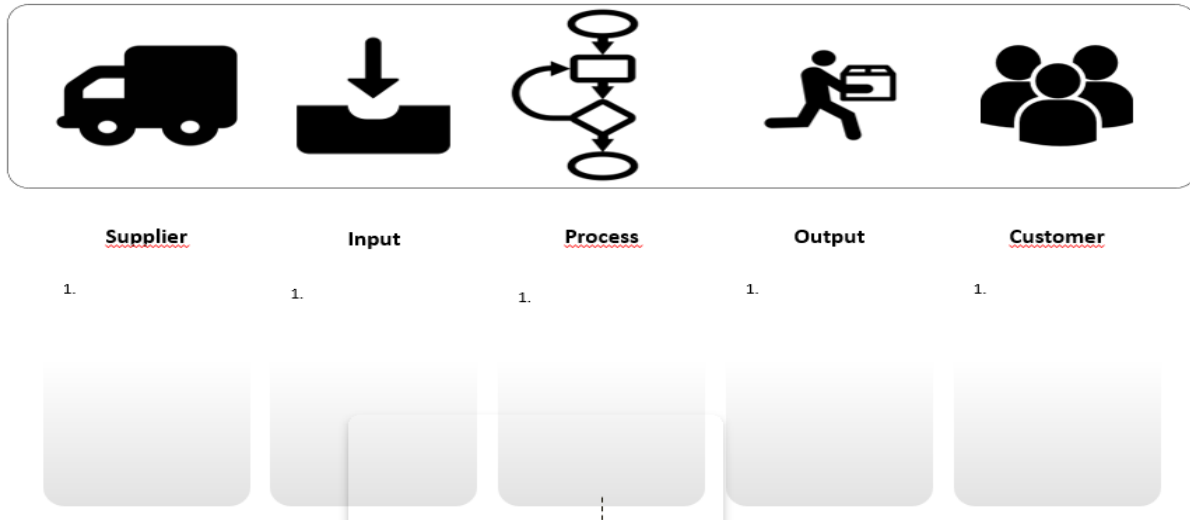 Supplier
Input
Process
Output
Customer
1.
1.
1.
1.
1.